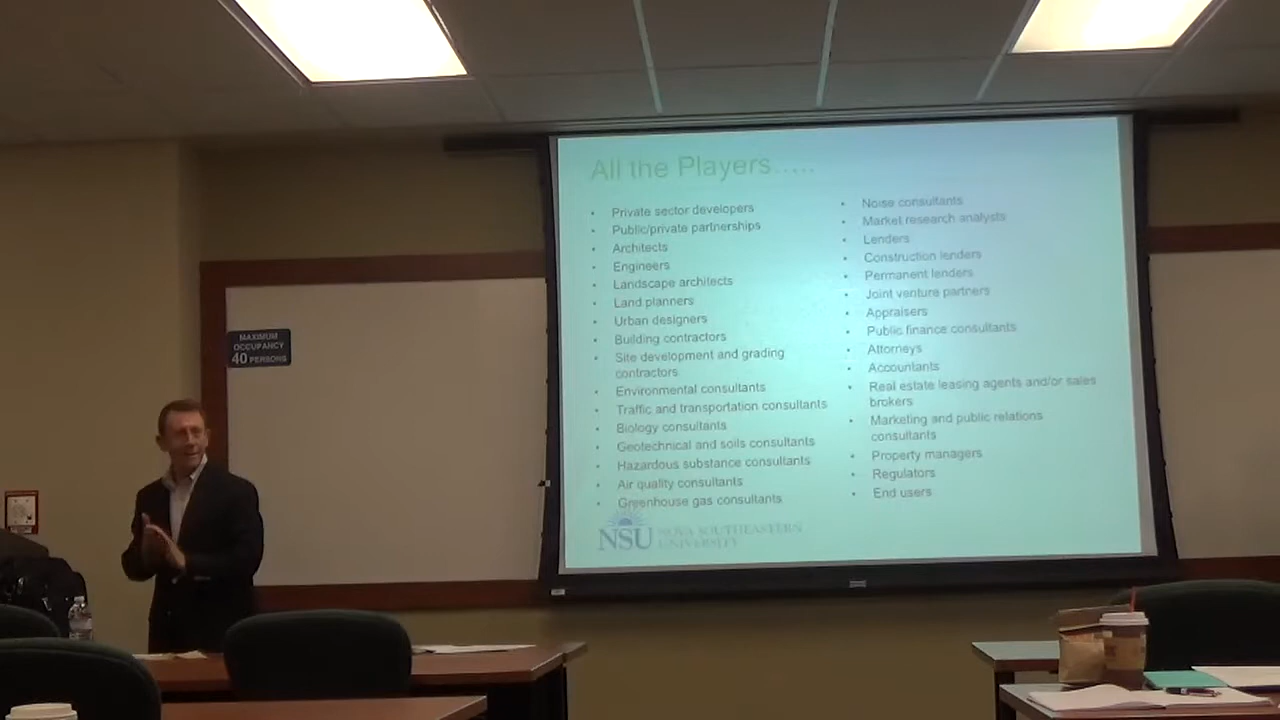 All the Players.....
• Private sector developers
• Public/private partnerships
• Architects
• Engineers
• Landscape architects
• Land planners
• Urban designers
• Building contractors
• Site development and grading
contractors
• Environmental consultants
• Traffic and transportation consultants
• Biology consultants
• Geotechnical and soils consultants
• Hazardous substance consultants
• Air quality consultants
• Greenhouse gas consultants
• Noise consultants
• Market research analysts
• Lenders
• Construction lenders
• Permanent lenders
• Joint venture partners
• Appraisers
• Public finance consultants
• Attorneys
• Accountants
• Real estate leasing agents and/or sales
brokers
• Marketing and public relations
consultants
• Property managers
• Regulators
• End users
NSU NOVA SOUTHEASTERN
UNIVERSITY
MAXIMUM
OCCUPANCY
40 PERSONS